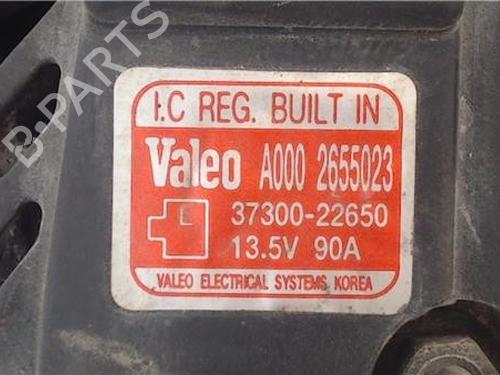 B-PARTS
I.C REG. BUILT IN
Valeo A000 2655023
L
37300-22650
13.5V 90A
VALEO ELECTRICAL SYSTEMS KOREA